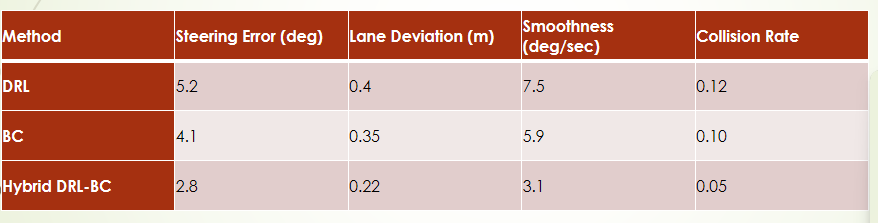 Method Steering Error (deg) Lane Deviation (m) Smoothness (deg/sec) Collision Rate
DRL 5.2 0.4 7.5 0.12
BC 4.1 0.35 5.9 0.10
Hybrid DRL-BC 2.8 0.22 3.1 0.05